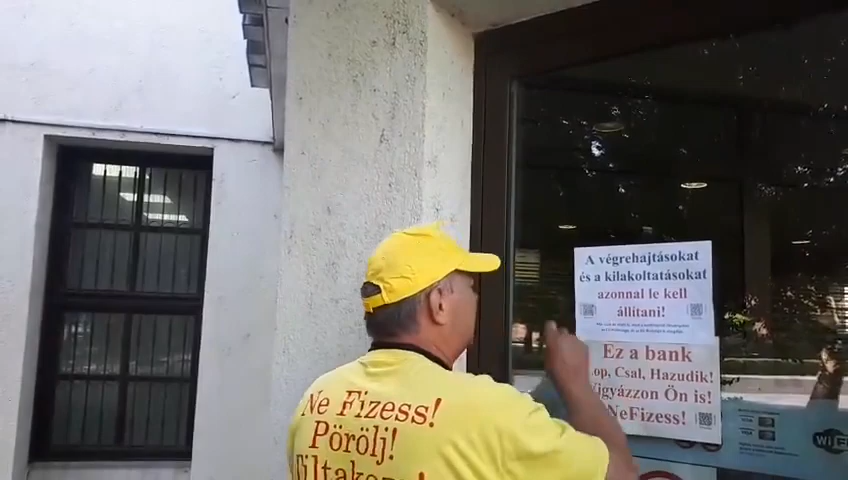 A végrehajtásokat
és a kilakoltatásokat
azonnal le kell
állítani!
Ez a BANK
Lop, Csal, Hazudik
Vigyázzon Ön is!
NeFizess!
Ne Fizess !
Pörölj !
WiFi